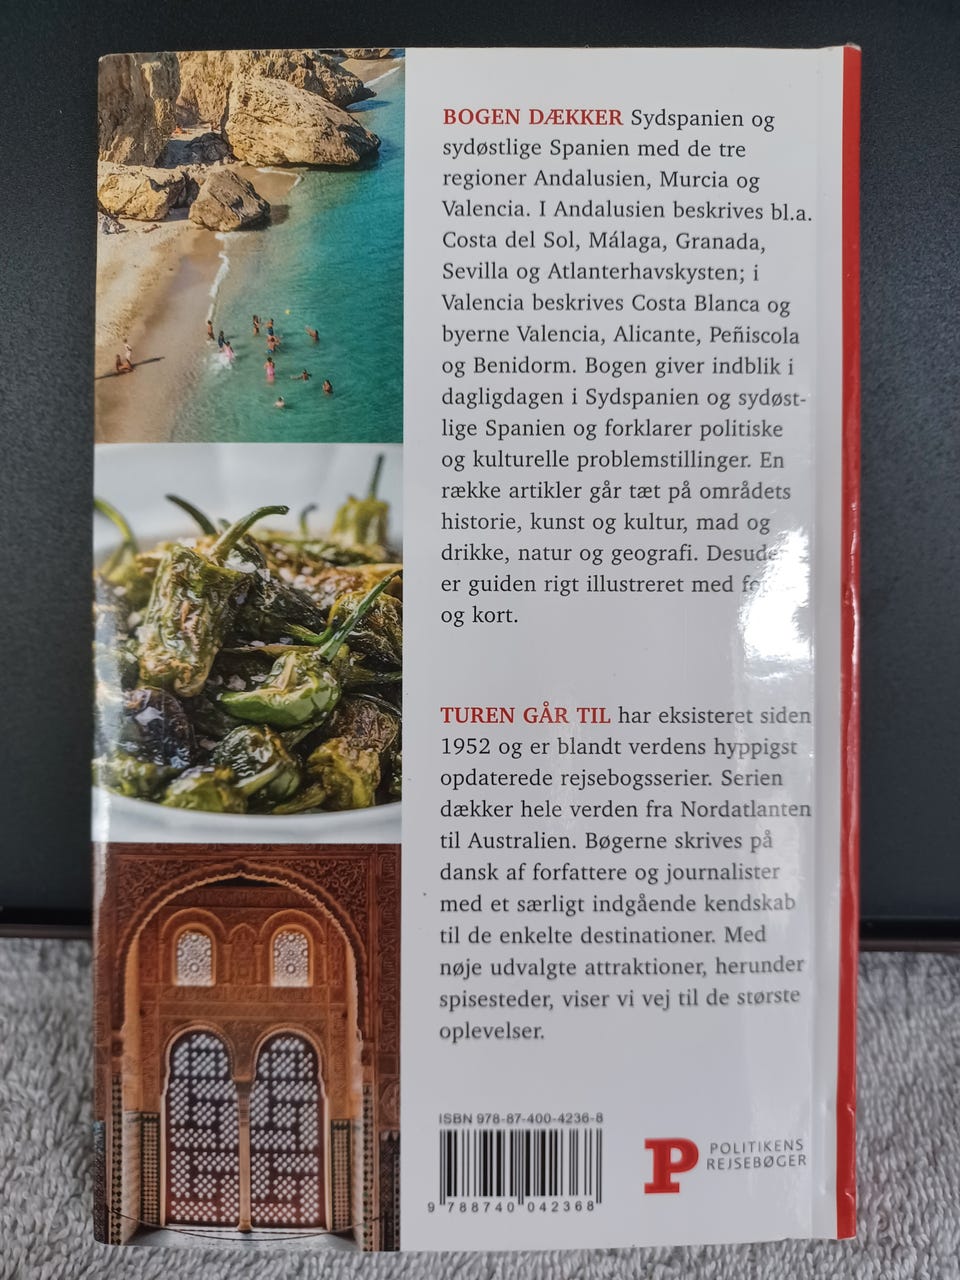 BOGEN DÆKKER Sydspanien og
sydøstlige Spanien med de tre
regioner Andalusien, Murcia og
Valencia. I Andalusien beskrives bl.a.
Costa del Sol, Málaga, Granada,
Sevilla og Atlanterhavskysten; i
Valencia beskrives Costa Blanca og
byerne Valencia, Alicante, Peñiscola
og Benidorm. Bogen giver indblik i
dagligdagen i Sydspanien og sydøst-
lige Spanien og forklarer politiske
og kulturelle problemstillinger. En
række artikler går tæt på områdets
historie, kunst og kultur, mad og
drikke, natur og geografi.
er guiden rigt illustreret med
og kort.
TUREN GÅR TIL har eksisteret siden
1952 og er blandt verdens hyppigst
opdaterede rejsebogsserier. Serien
dækker hele verden fra Nordatlanten
til Australien. Bøgerne skrives på
dansk af forfattere og journalister
med et særligt indgående kendskab
til de enkelte destinationer. Med
nøje udvalgte attraktioner, herunder
spisesteder, viser vi vej til de største
oplevelser.
ISBN 978-87-400-4236-8
9 788740 042368
P POLITIKENS
REJSEBØGER